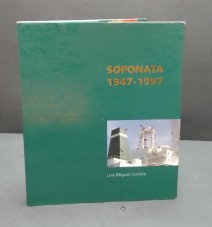 SOPONATA
1947-1997
Luís Miguel Correia